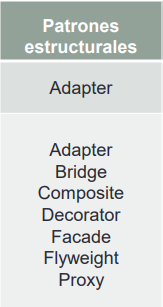 Patrones
estructurales
Adapter
Adapter
Bridge
Composite
Decorator
Facade
Flyweight
Proxy